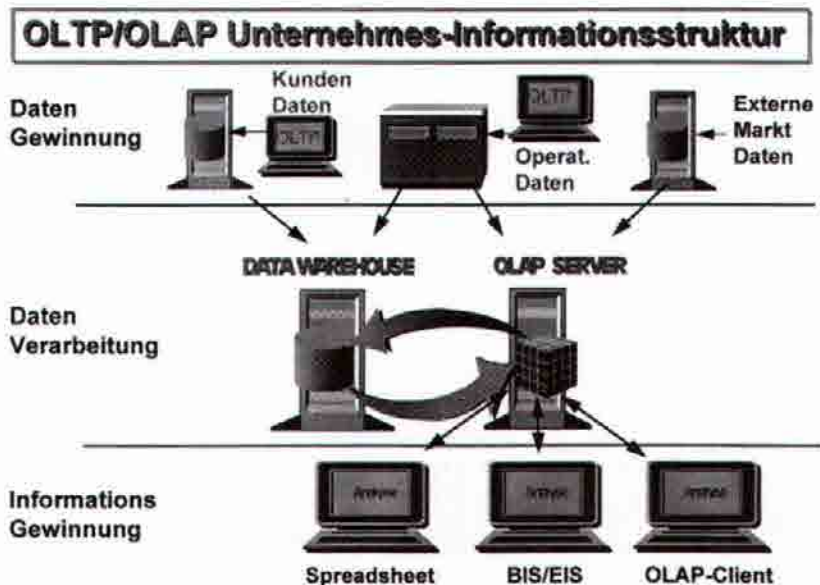 OLTP/OLAP Unternehmes-Informationsstruktur
Daten
Gewinnung
Kunden
Daten
OLTP
OLTP
Operat.
Daten
Externe
Markt
Daten
DATA WAREHOUSE
OLAP SERVER
Daten
Verarbeitung
Informations
Gewinnung
Spreadsheet
BIS/EIS
OLAP-Client